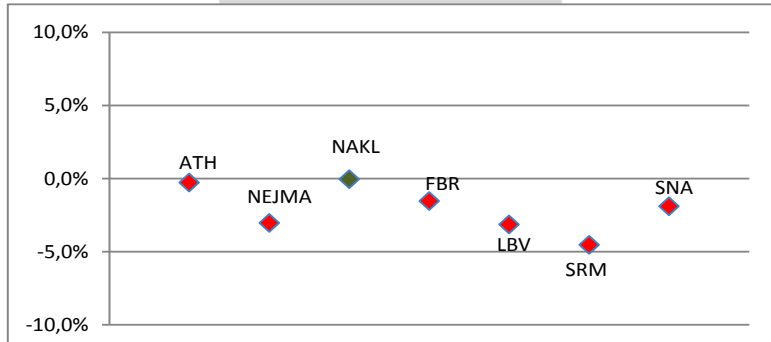 10,0%
5,0%
NAKL
ATH
0,0%
FBR
SNA
NEJMA
LBV
-5,0%
SRM
-10,0%